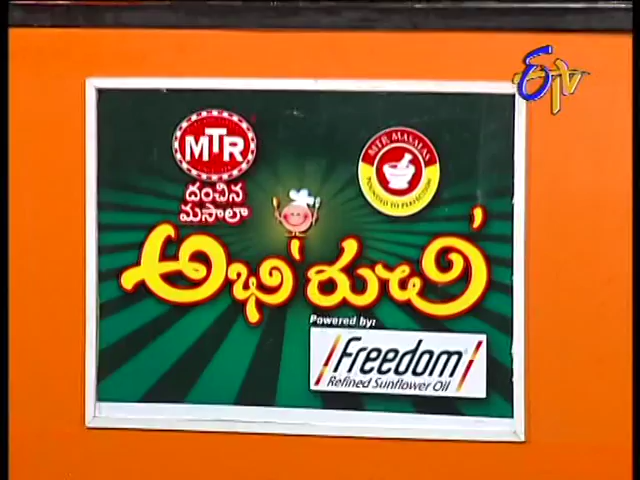 ETV
MTR
దంచిన
మసాలా
MTR MASALAS
POUNDED TO PERFECTION
అభిరుచి
Powered by:
Freedom
Refined Sunflower Oil